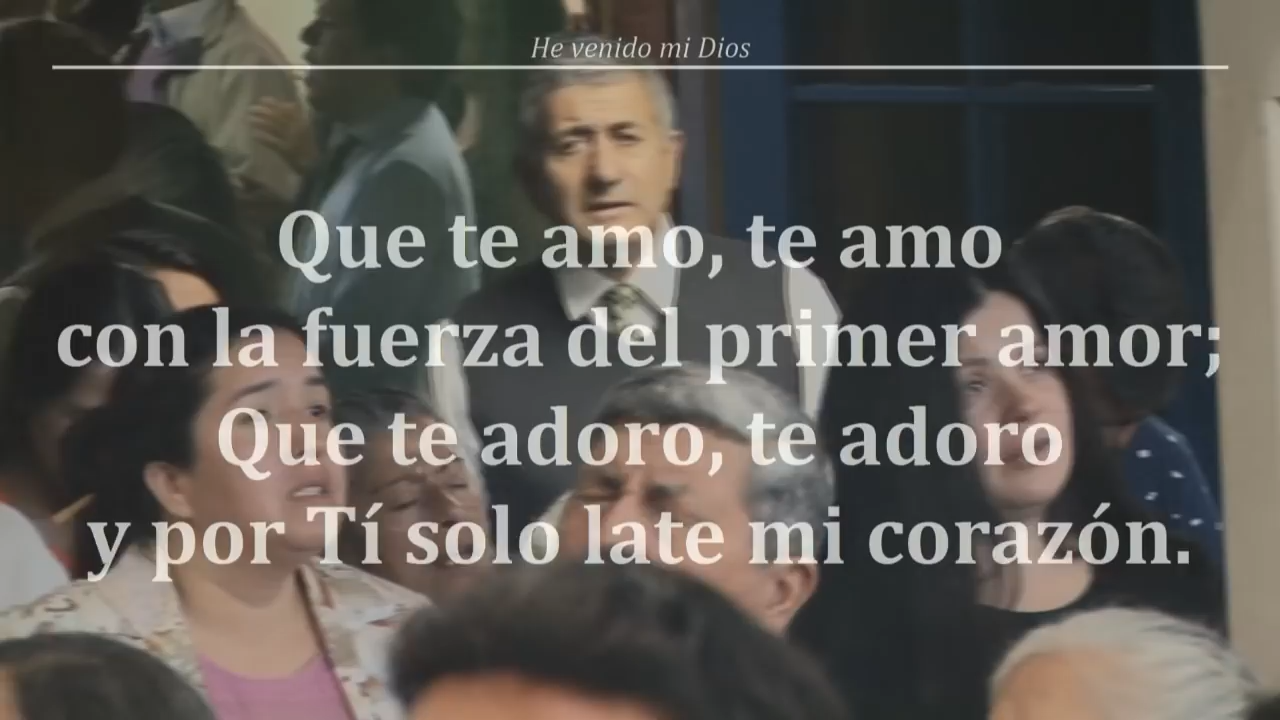 He venido mi Dios
Que te amo, te amo
con la fuerza del primer amor;
Que te adoro, te adoro
y por Tí solo late mi corazón.